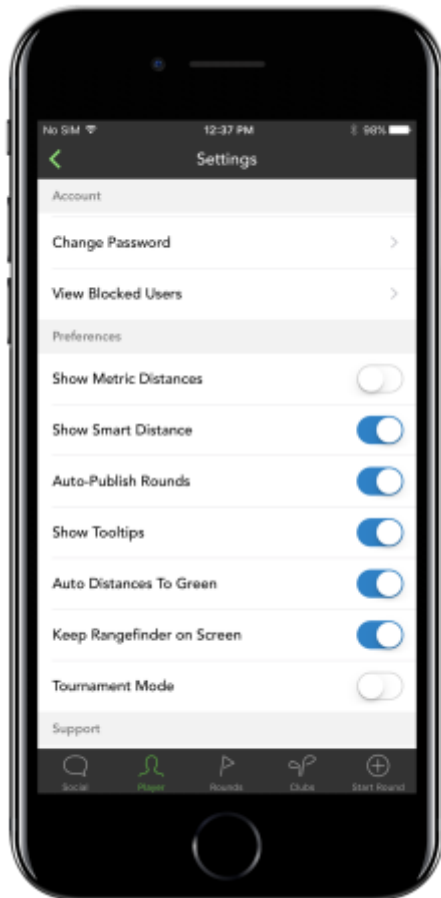 No SIM 12:37 PM 98%
Settings
Account
Change Password
View Blocked Users
Preferences
Show Metric Distances
Show Smart Distance
Auto-Publish Rounds
Show Tooltips
Auto Distances To Green
Keep Rangefinder on Screen
Tournament Mode
Support
Social Player Rounds Clubs Start Round